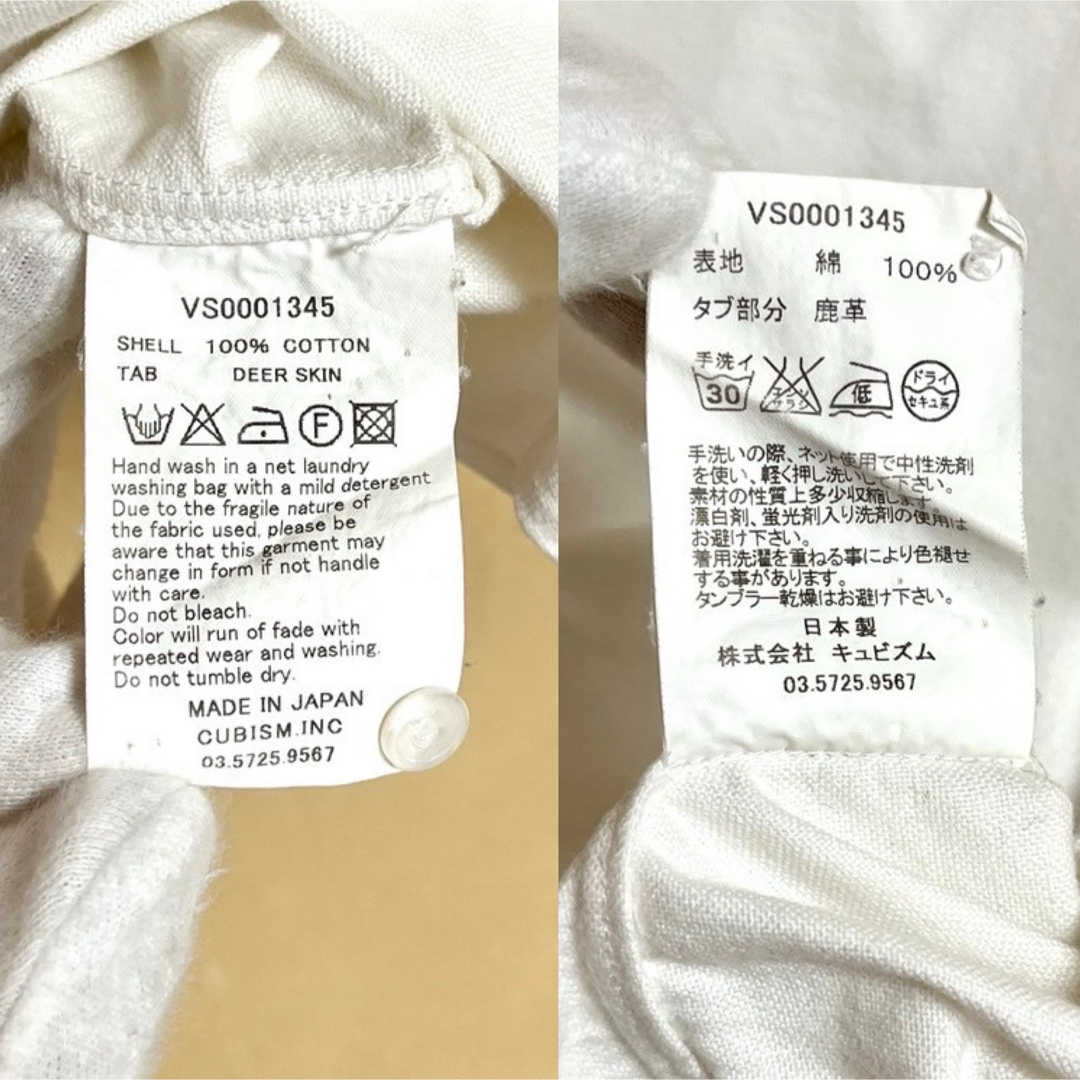 VS0001345
SHELL 100% COTTON
TAB DEER SKIN
F
Hand wash in a net laundry
washing bag with a mild detergent
Due to the fragile nature of
the fabric used, please be
aware that this garment may
change in form if not handle
with care.
Do not bleach.
Color will run of fade with
repeated wear and washing.
Do not tumble dry.
MADE IN JAPAN
CUBISM.INC
03.5725.9567
VS0001345
表地 綿 100%
タブ部分 鹿革
手洗イ
30 エンソ サラシ 低 ドライ セキユ系
手洗いの際、ネット使用で中性洗剤
を使い、軽く押し洗いして下さい。
素材の性質上多少収縮します。
漂白剤、蛍光剤入り洗剤の使用は
お避け下さい。
着用洗濯を重ねる事により色褪せ
する事があります。
タンブラー乾燥はお避け下さい。
日本製
株式会社 キュビズム
03.5725.9567